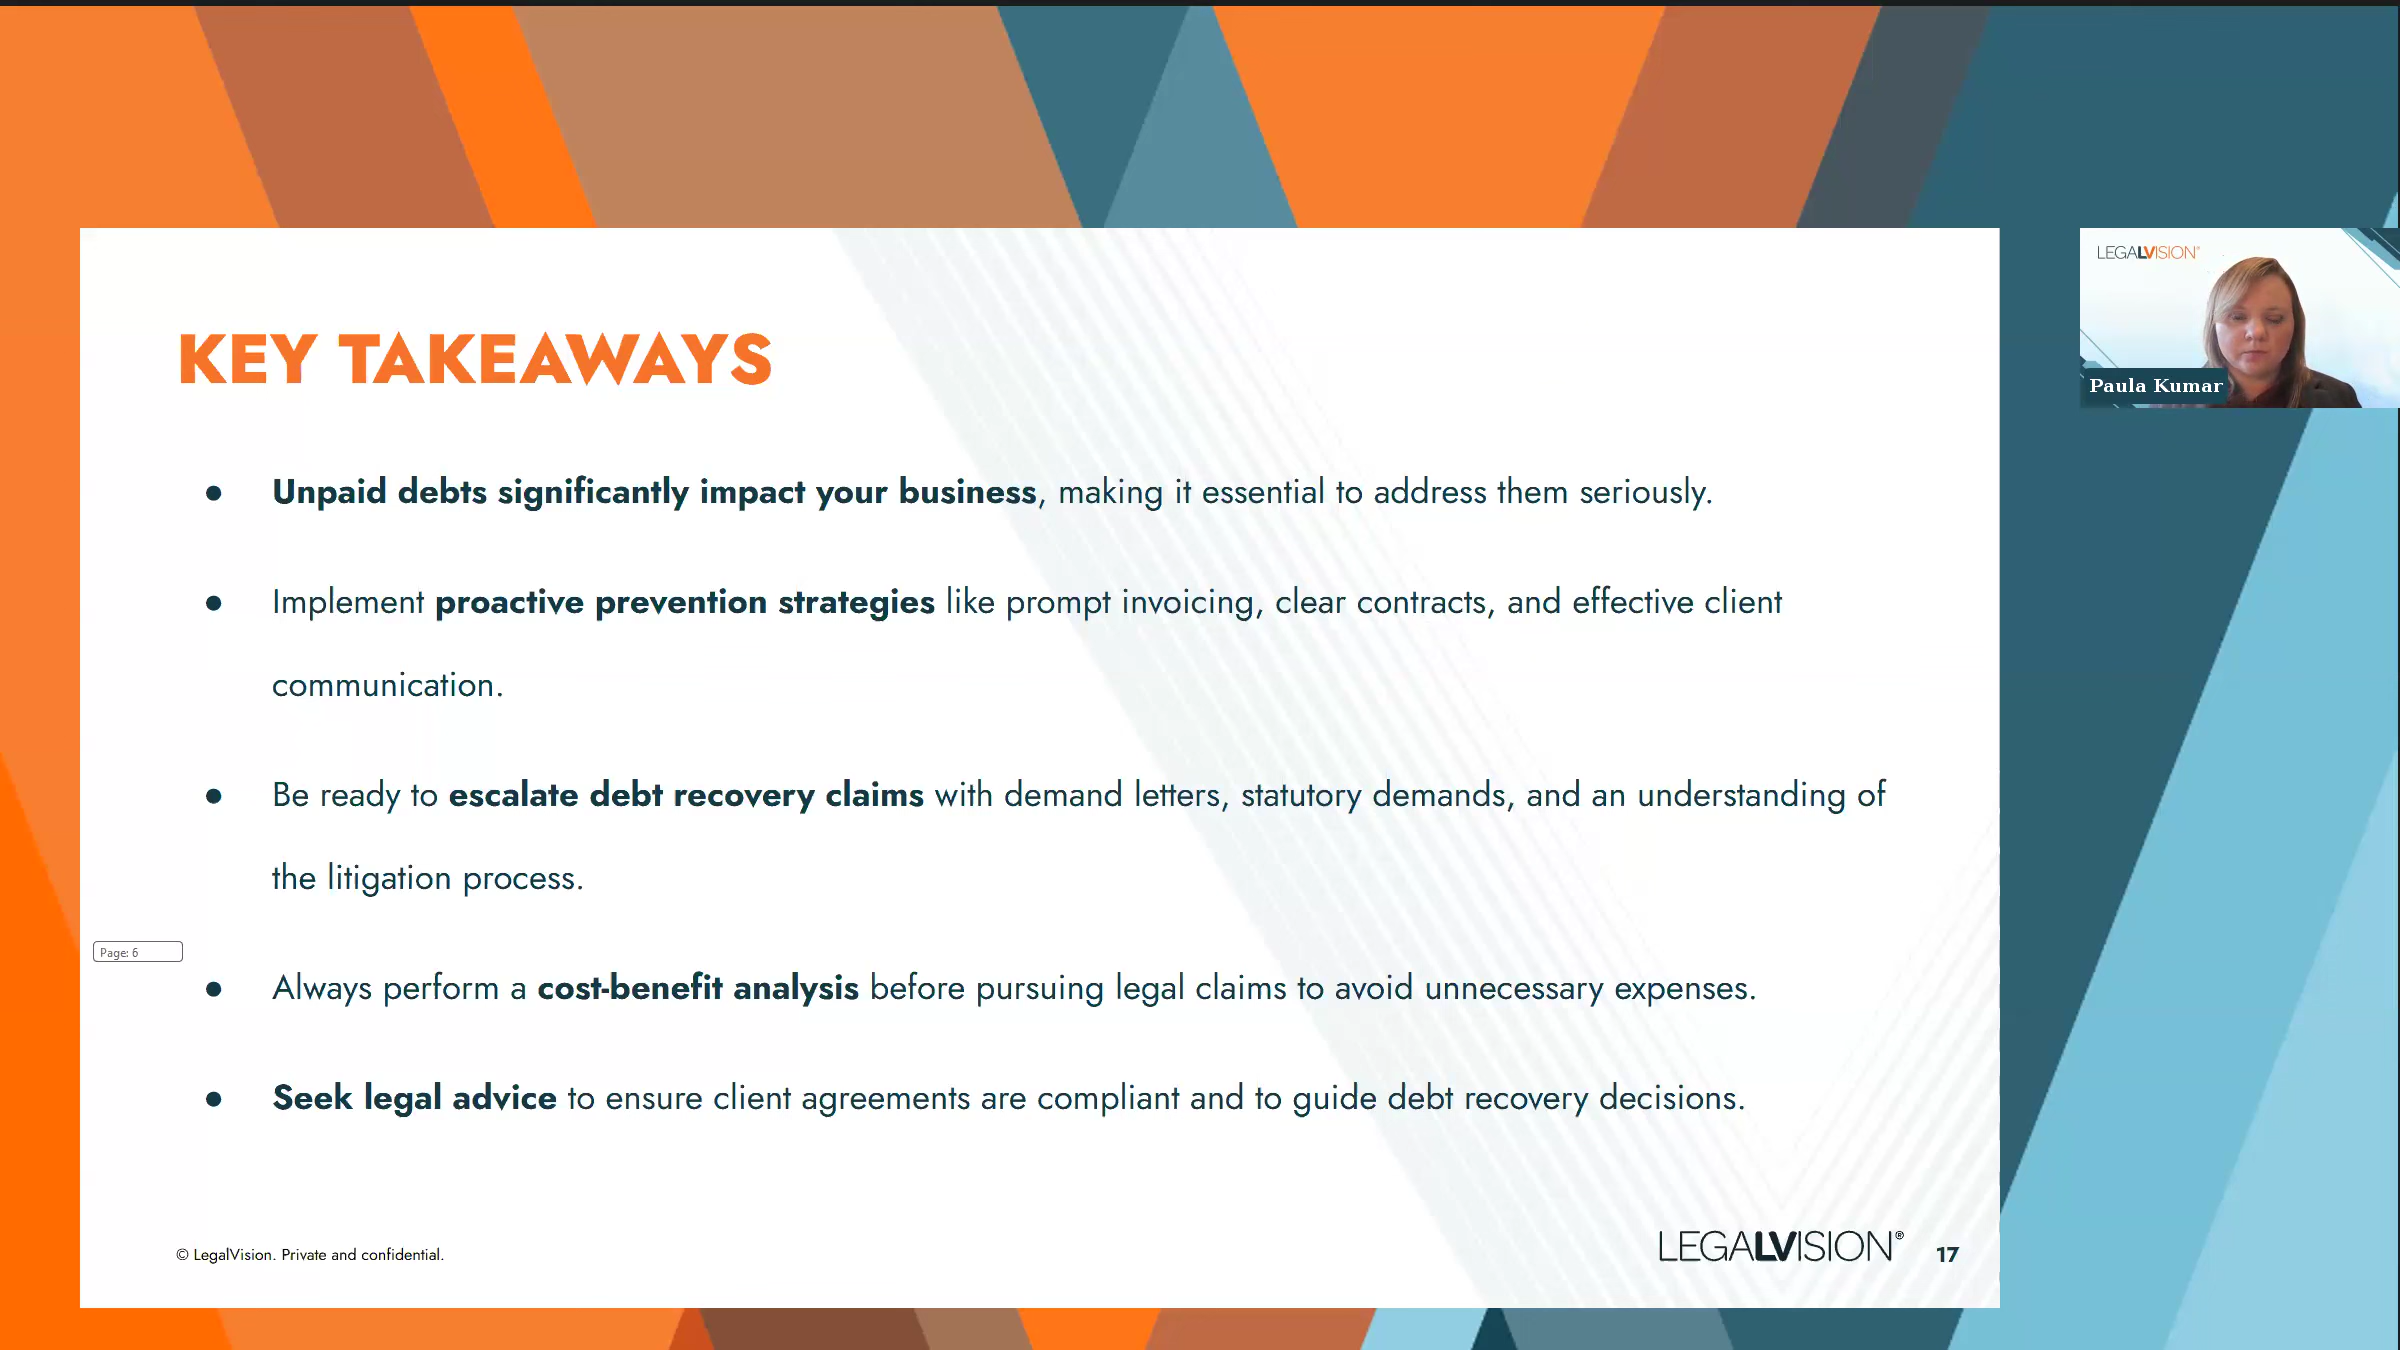 KEY TAKEAWAYS
LEGALVISION®
Paula Kumar
● Unpaid debts significantly impact your business, making it essential to address them seriously.
● Implement proactive prevention strategies like prompt invoicing, clear contracts, and effective client
communication.
● Be ready to escalate debt recovery claims with demand letters, statutory demands, and an understanding of
the litigation process.
Page: 6
● Always perform a cost-benefit analysis before pursuing legal claims to avoid unnecessary expenses.
● Seek legal advice to ensure client agreements are compliant and to guide debt recovery decisions.
© LegalVision. Private and confidential.
LEGALVISION®
17